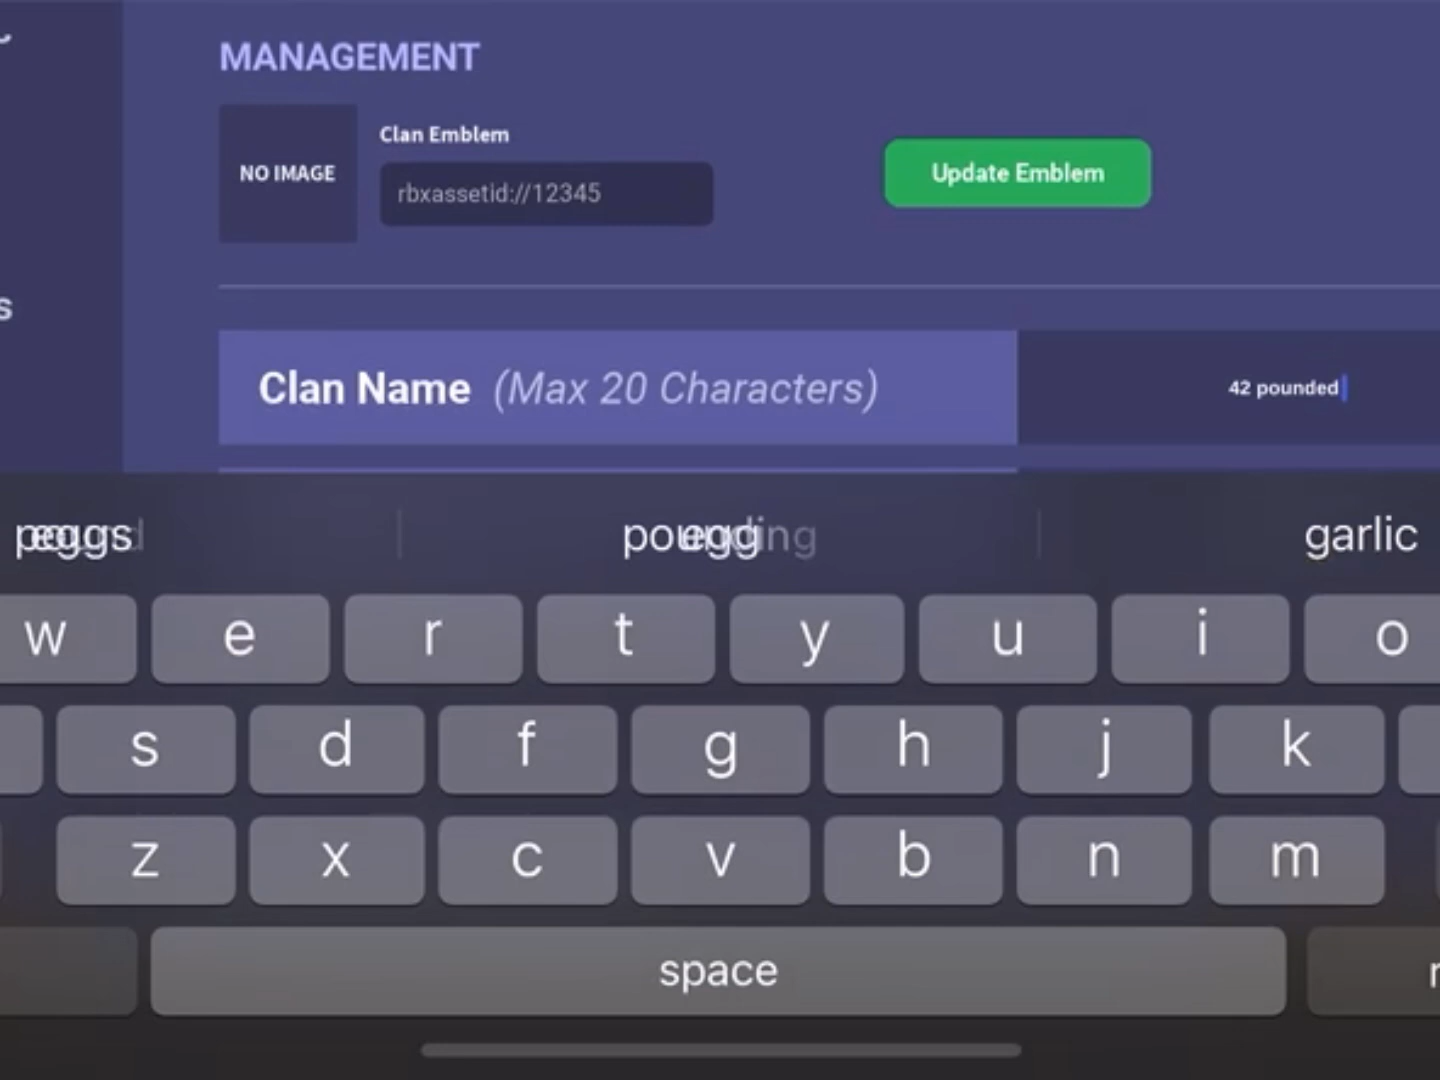 MANAGEMENT
Clan Emblem
NO IMAGE
rbxassetid://12345
Update Emblem
s
Clan Name (Max 20 Characters)
42 pounded
garlic
w e r t y u i o
s d f g h j k
z x c v b n m
space